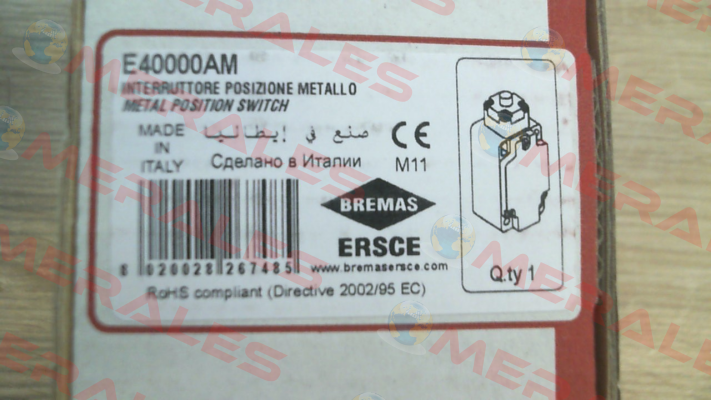 E40000AM
INTERRUTTORE POSIZIONE METALLO
METAL POSITION SWITCH
MADE IN ITALY
صنع في إيطاليا
Сделано в Италии
CE
M11
BREMAS
ERSCE
www.bremasersce.com
8 020028 267485
RoHS compliant (Directive 2002/95 EC)
Q.ty 1
OMERALES